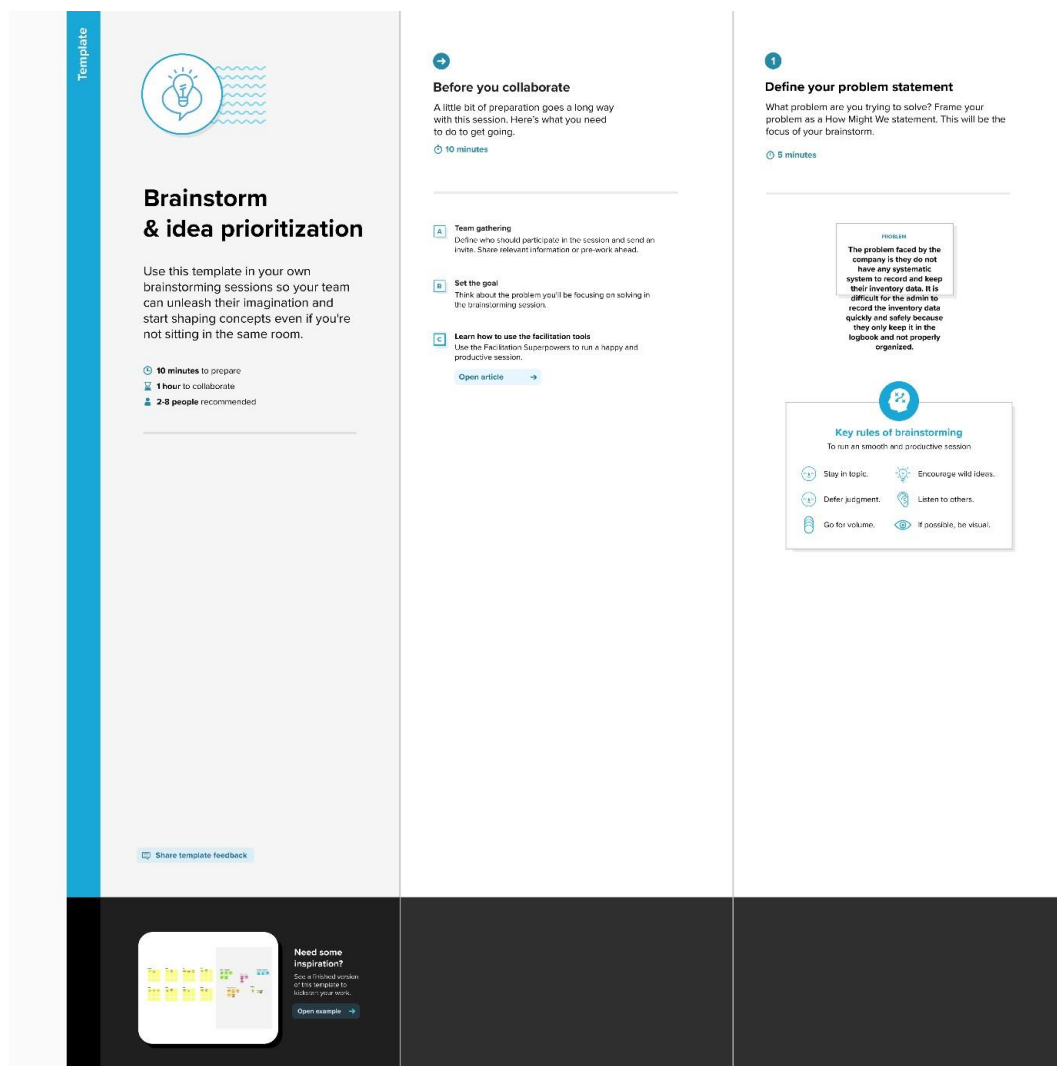 Template
Brainstorm
& idea prioritization
Use this template in your own
brainstorming sessions so your team
can unleash their imagination and
start shaping concepts even if you're
not sitting in the same room.
10 minutes to prepare
1 hour to collaborate
2-8 people recommended
Share template feedback
Need some
inspiration?
See a finished version
of this template to
kickstart your work.
Open example
Before you collaborate
A little bit of preparation goes a long way
with this session. Here's what you need
to do to get going.
10 minutes
A
Team gathering
Define who should participate in the session and send an
invite. Share relevant information or pre-work ahead.
B
Set the goal
Think about the problem you'll be focusing on solving in
the brainstorming session.
C
Learn how to use the facilitation tools
Use the Facilitation Superpowers to run a happy and
productive session.
Open article
1
Define your problem statement
What problem are you trying to solve? Frame your
problem as a How Might We statement. This will be the
focus of your brainstorm.
5 minutes
PROBLEM
The problem faced by the
company is they do not
have any systematic
system to record and keep
their inventory data. It is
difficult for the admin to
record the inventory data
quickly and safely because
they only keep it in the
logbook and not properly
organized.
Key rules of brainstorming
To run an smooth and productive session
Stay in topic.
Encourage wild ideas.
Defer judgment.
Listen to others.
Go for volume.
If possible, be visual.